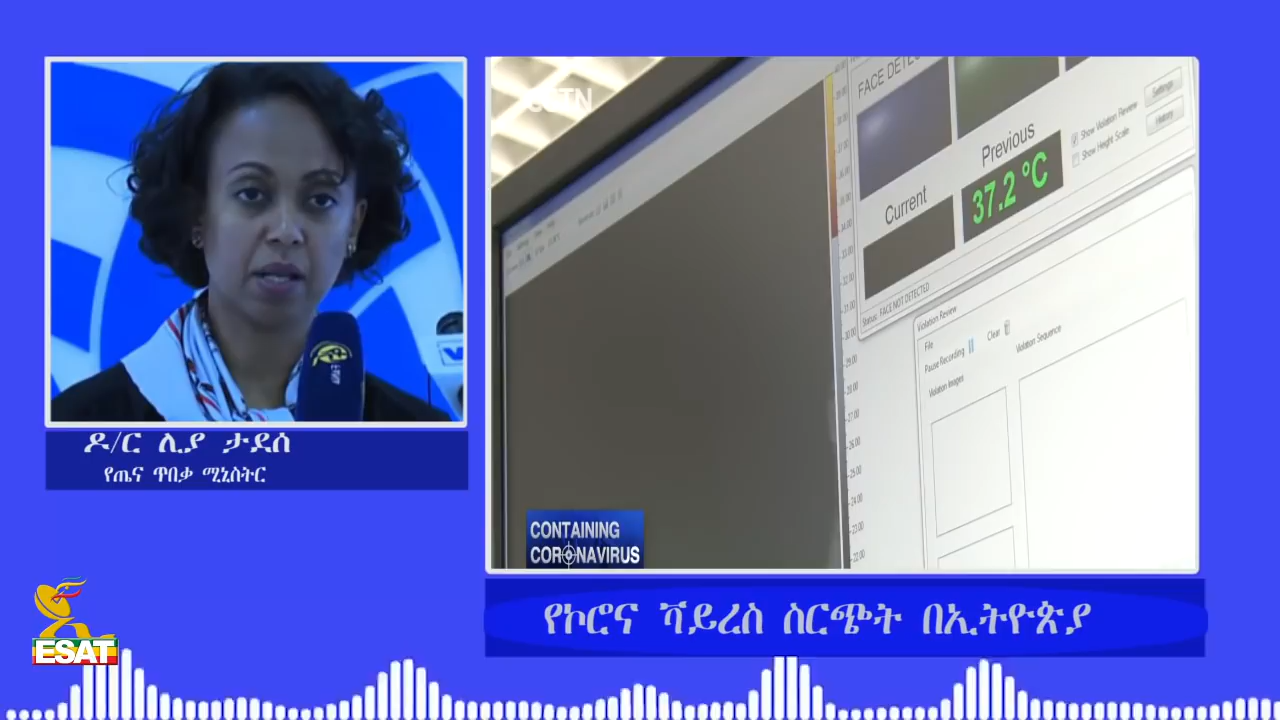 ዶ/ር ሊያ ታደሰ
የጤና ጥበቃ ሚኒስትር
ESAT
FACE DETEC
Current
Previous
37.2 °C
Show Violation Review
Show Height Scale
Settings
History
Status: FACE NOT DETECTED
Violation Review
File
Pause Recording
Clear
Violation Images
Violation Sequence
CONTAINING
CORONAVIRUS
የኮሮና ቫይረስ ስርጭት በኢትዮጵያ